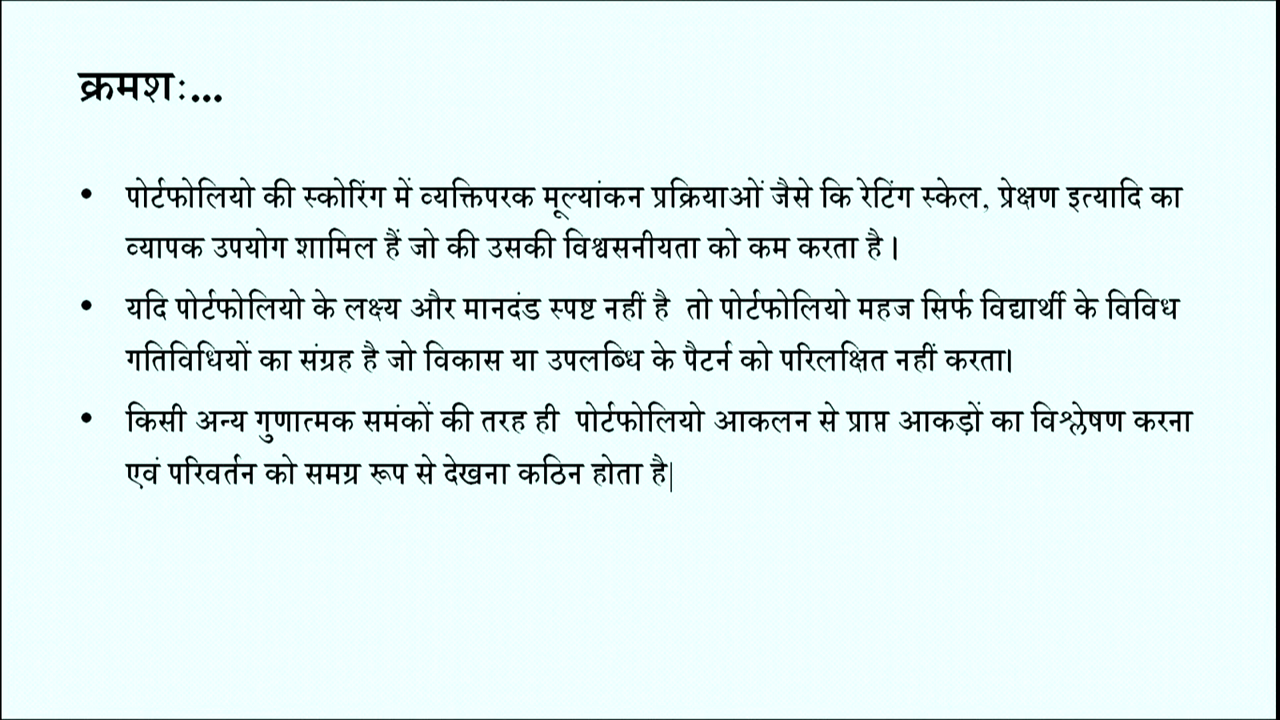 क्रमशः...
• पोर्टफोलियो की स्कोरिंग में व्यक्तिपरक मूल्यांकन प्रक्रियाओं जैसे कि रेटिंग स्केल, प्रेक्षण इत्यादि का
व्यापक उपयोग शामिल हैं जो की उसकी विश्वसनीयता को कम करता है ।
• यदि पोर्टफोलियो के लक्ष्य और मानदंड स्पष्ट नहीं है तो पोर्टफोलियो महज सिर्फ विद्यार्थी के विविध
गतिविधियों का संग्रह है जो विकास या उपलब्धि के पैटर्न को परिलक्षित नहीं करता।
• किसी अन्य गुणात्मक समंकों की तरह ही पोर्टफोलियो आकलन से प्राप्त आकड़ों का विश्लेषण करना
एवं परिवर्तन को समग्र रूप से देखना कठिन होता है|